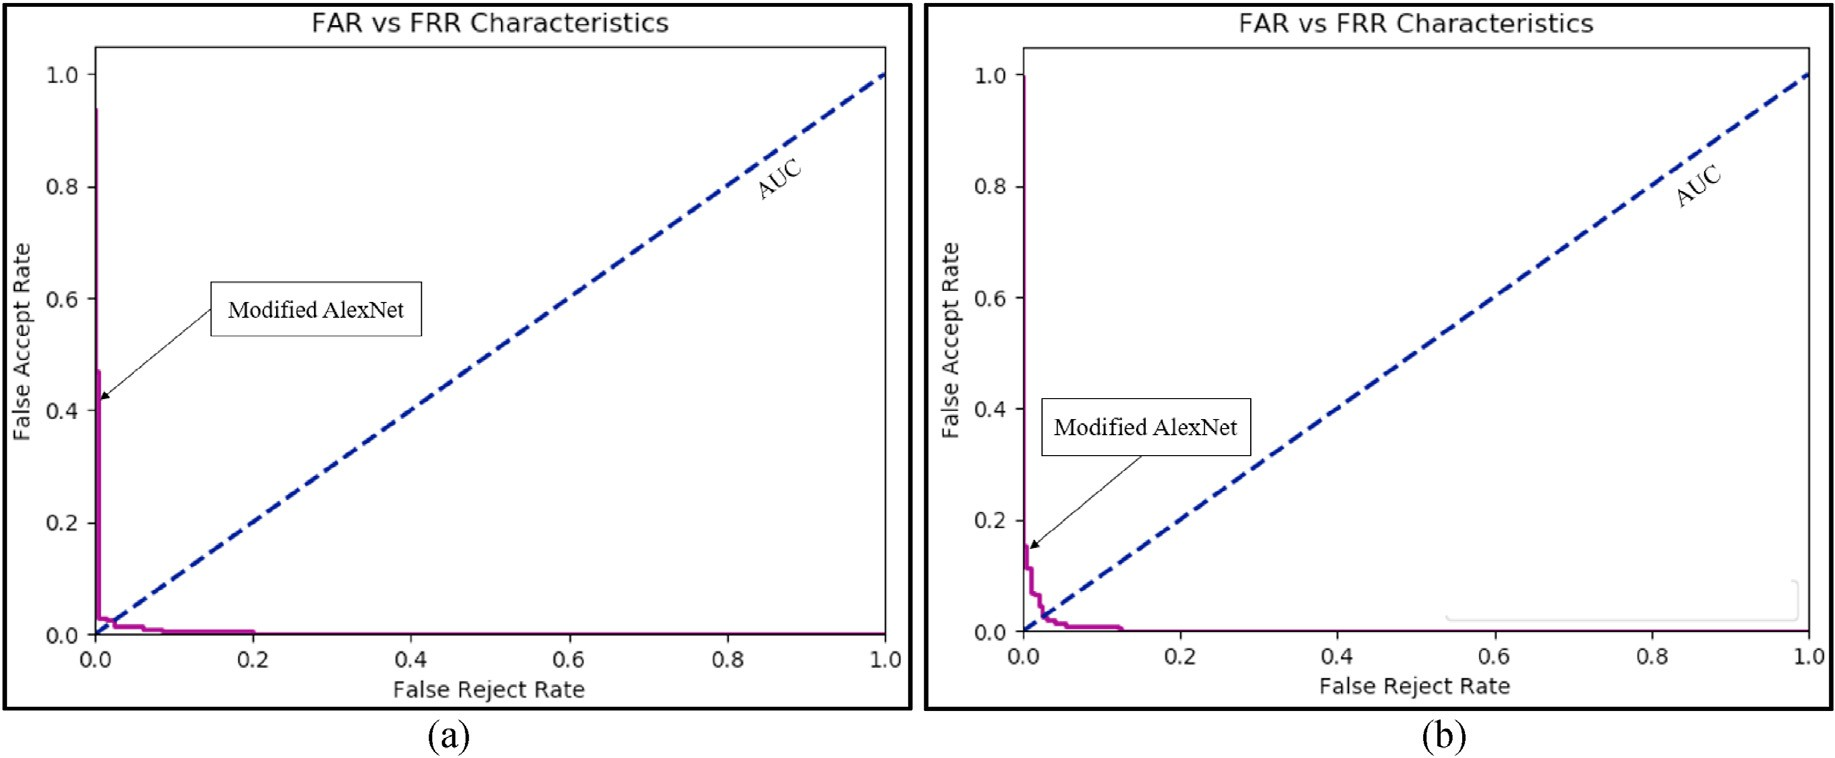 FAR vs FRR Characteristics
1.0
0.8
0.6
0.4
0.2
0.0
False Accept Rate
AUC
Modified AlexNet
0.0 0.2 0.4 0.6 0.8 1.0
False Reject Rate
(a)
FAR vs FRR Characteristics
1.0
0.8
0.6
0.4
0.2
0.0
False Accept Rate
AUC
Modified AlexNet
0.0 0.2 0.4 0.6 0.8 1.0
False Reject Rate
(b)